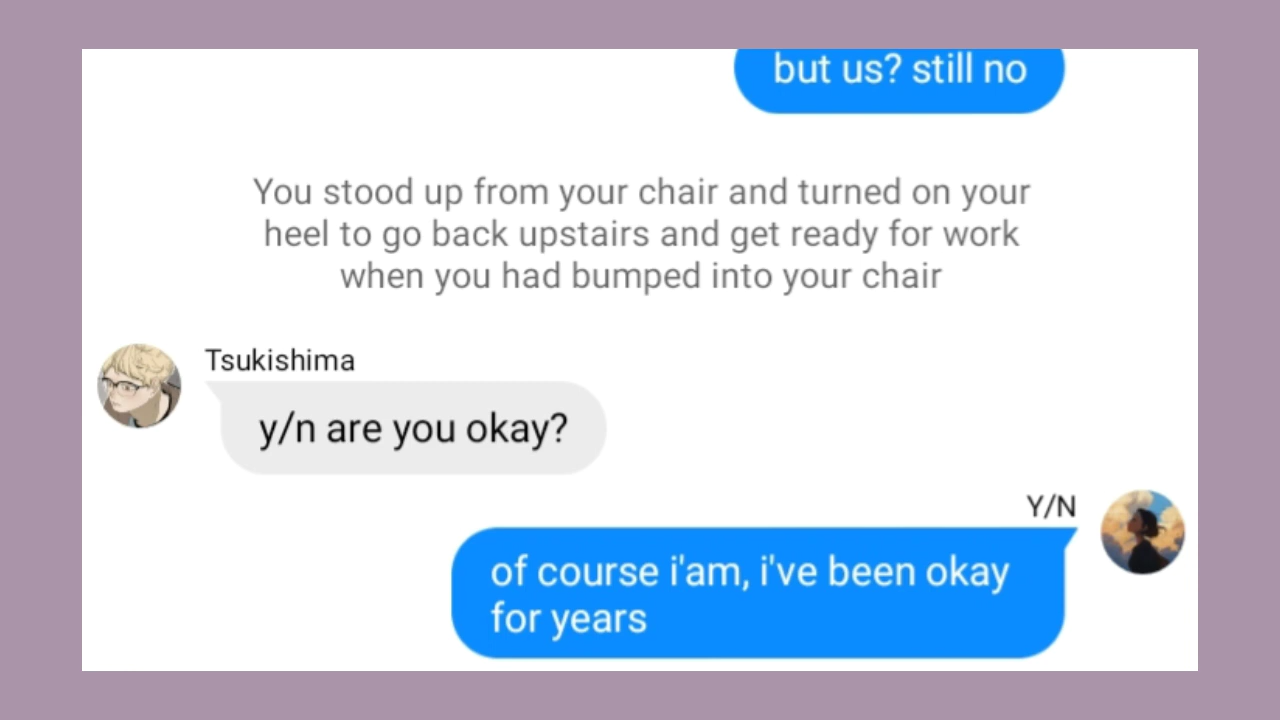 but us? still no
You stood up from your chair and turned on your
heel to go back upstairs and get ready for work
when you had bumped into your chair
Tsukishima
y/n are you okay?
Y/N
of course i'am, i've been okay
for years